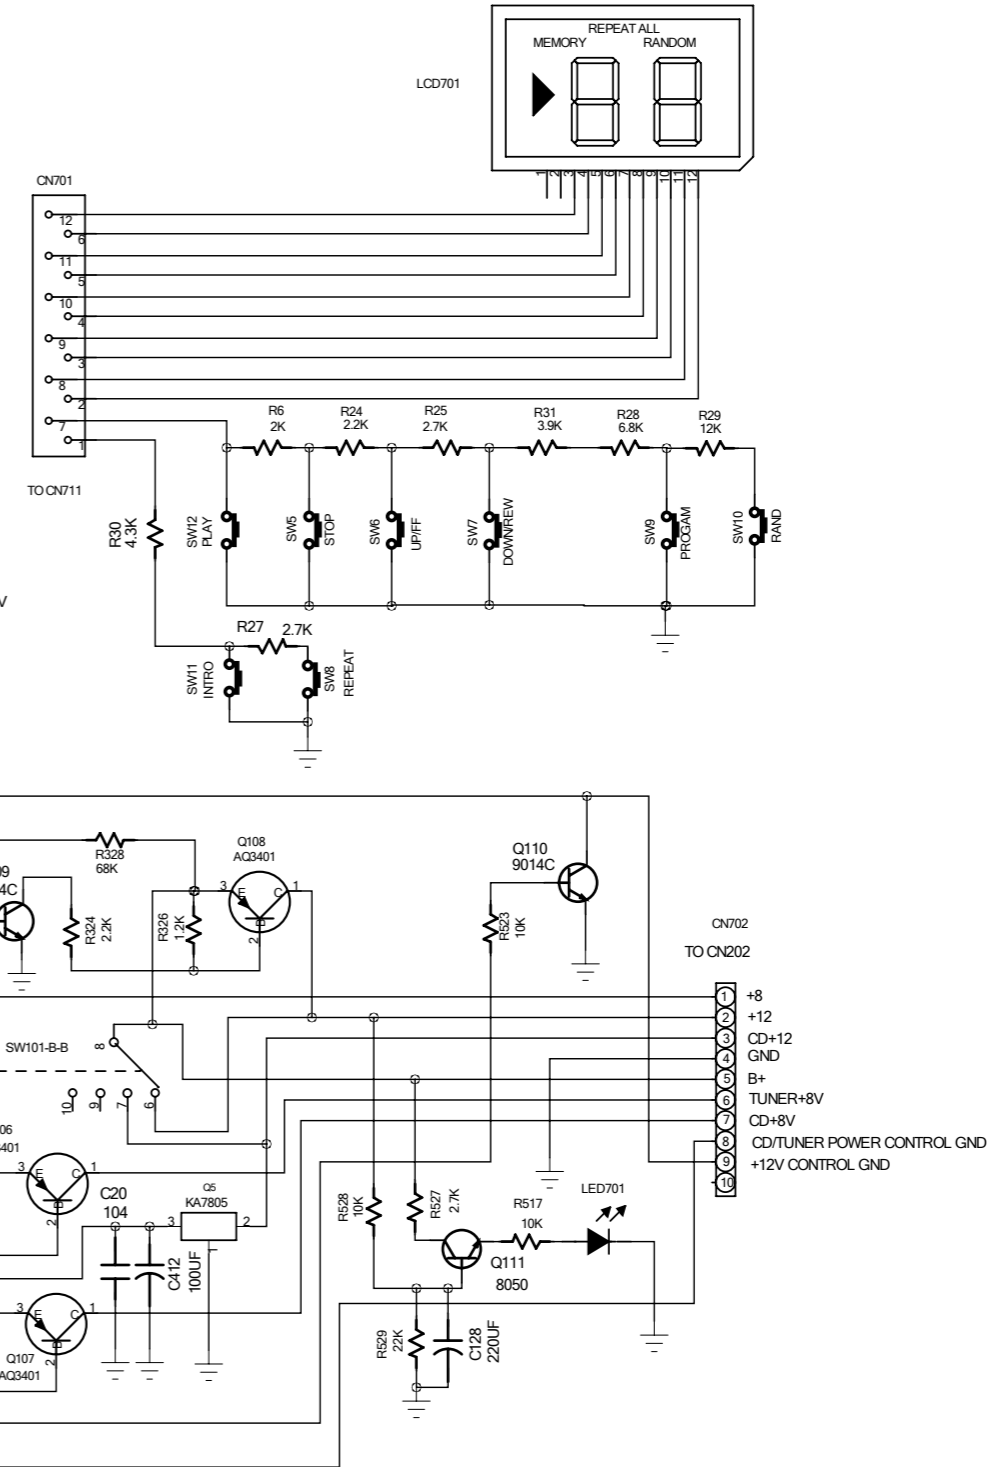 REPEAT ALL
MEMORY RANDOM
LCD701
1 2 3 4 5 6 7 8 9 10 11 12
CN701
12
6
11
5
10
4
9
3
8
2
7
1
TO CN711
R6
2K
R24
2.2K
R25
2.7K
R31
3.9K
R28
6.8K
R29
12K
R30
4.3K
SW12
PLAY
SW5
STOP
SW6
UP/FF
SW7
DOWN/REW
SW9
PROGAM
SW10
RAND
V
R27 2.7K
SW11
INTRO
SW8
REPEAT
R328
68K
Q108
AQ3401
3 E C 1
B
2
09
4C
R324
2.2K
R326
1.2K
Q110
9014C
R523
10K
CN702
TO CN202
1 +8
2 +12
3 CD+12
4 GND
5 B+
6 TUNER+8V
7 CD+8V
8 CD/TUNER POWER CONTROL GND
9 +12V CONTROL GND
10
SW101-B-B
8
10 9 7 6
06
3401
3 E C 1
B
2
C20
104
Q5
KA7805
3 2
1
C412
100UF
R528
10K
R527
2.7K
R517
10K
LED701
Q111
8050
R529
22K
C128
220UF
3 E C 1
B
2
Q107
AQ3401